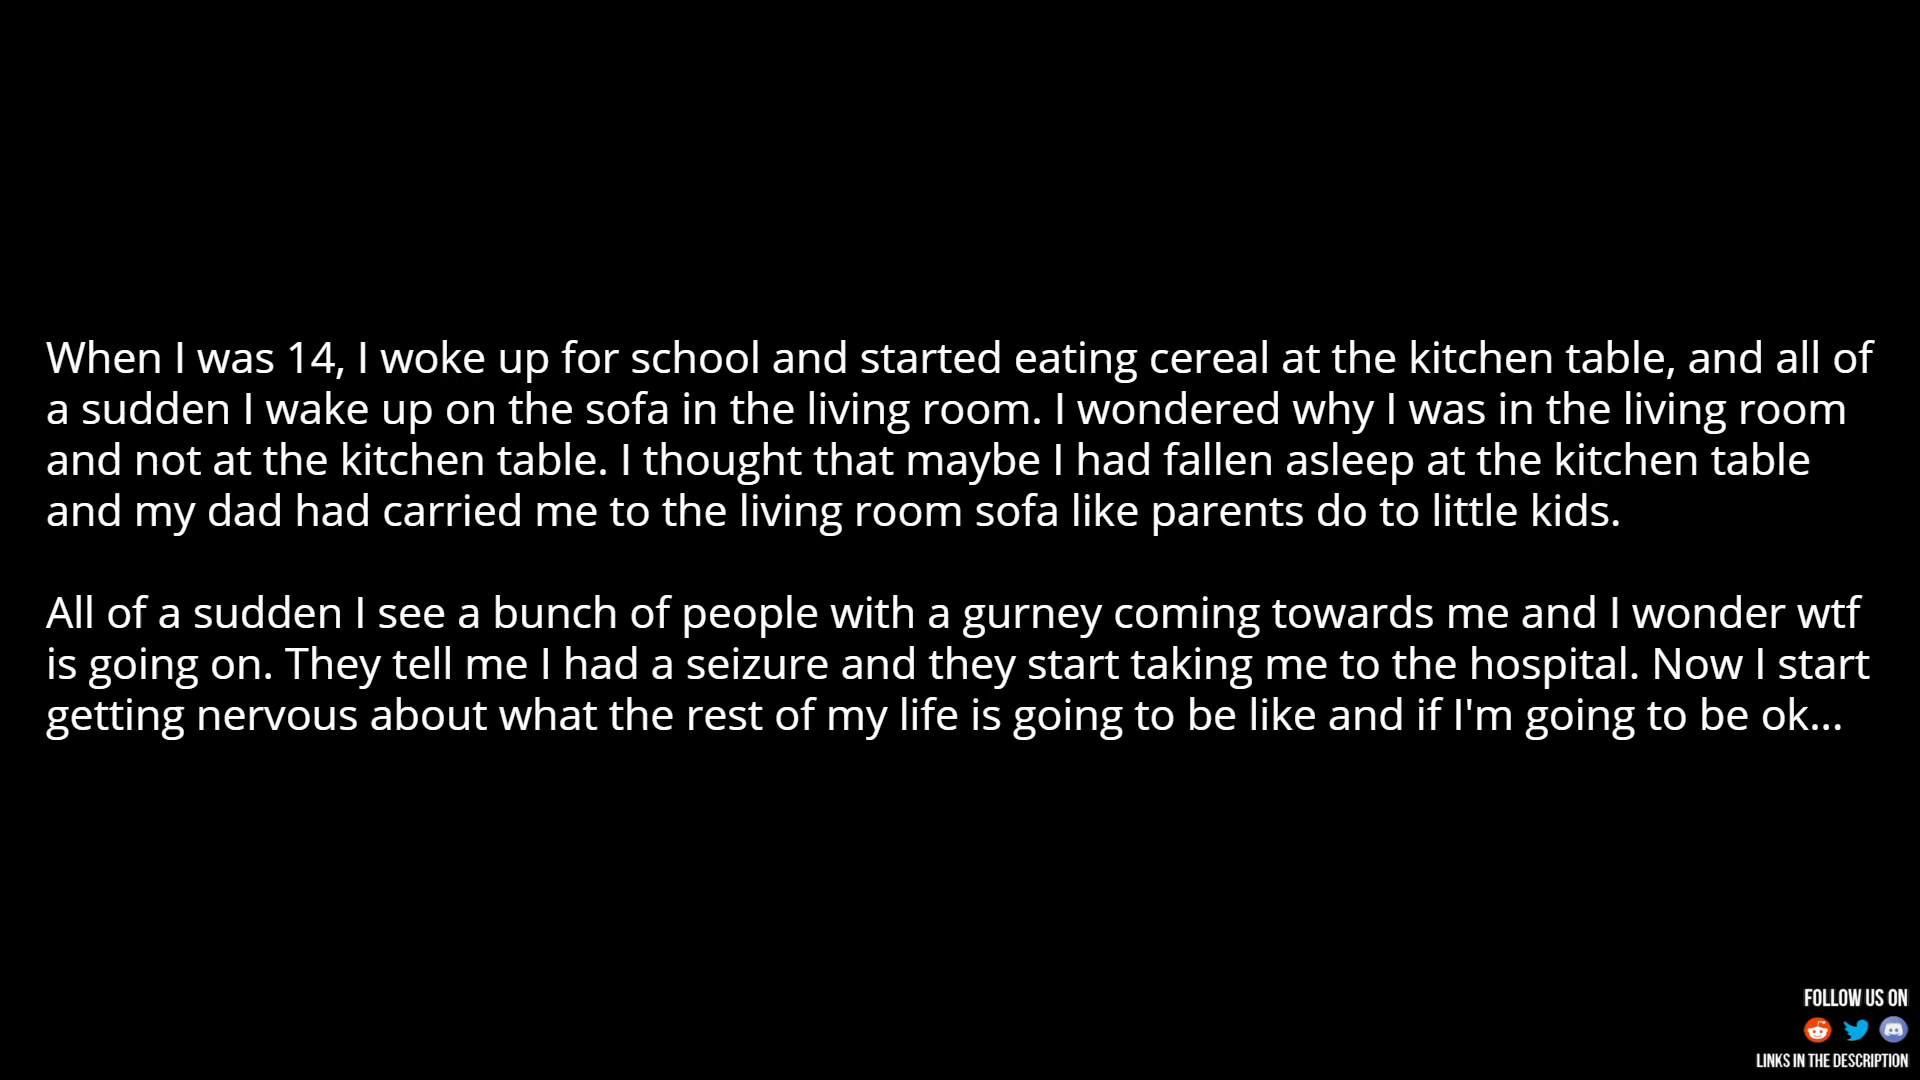 When I was 14, I woke up for school and started eating cereal at the kitchen table, and all of
a sudden I wake up on the sofa in the living room. I wondered why I was in the living room
and not at the kitchen table. I thought that maybe I had fallen asleep at the kitchen table
and my dad had carried me to the living room sofa like parents do to little kids.
All of a sudden I see a bunch of people with a gurney coming towards me and I wonder wtf
is going on. They tell me I had a seizure and they start taking me to the hospital. Now I start
getting nervous about what the rest of my life is going to be like and if I'm going to be ok...
FOLLOW US ON
LINKS IN THE DESCRIPTION